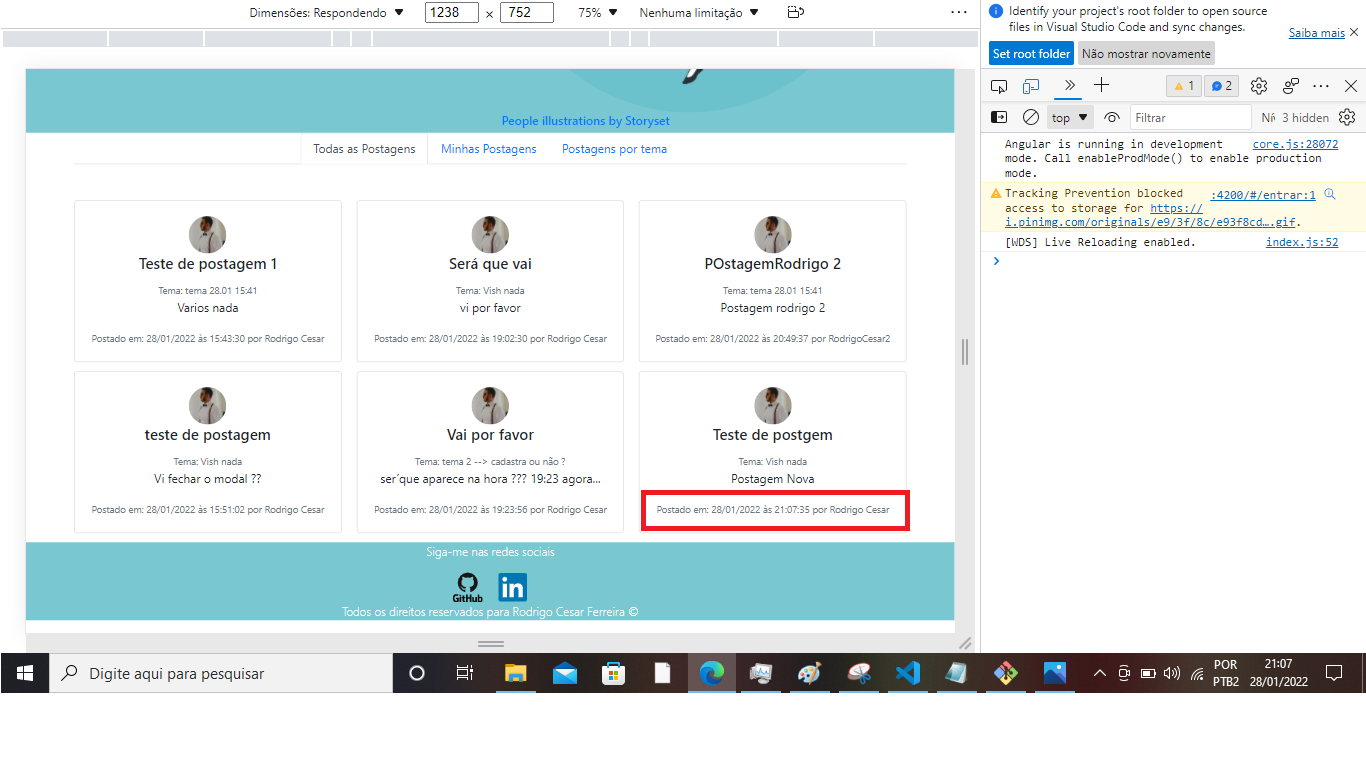 Dimensões: Respondendo ▼ 1238 × 752 75% ▼ Nenhuma limitação ▼
People illustrations by Storyset
Todas as Postagens Minhas Postagens Postagens por tema
Teste de postagem 1
Tema: tema 28.01 15:41
Varios nada
Postado em: 28/01/2022 às 15:43:30 por Rodrigo Cesar
Será que vai
Tema: Vish nada
vi por favor
Postado em: 28/01/2022 às 19:02:30 por Rodrigo Cesar
POstagemRodrigo 2
Tema: tema 28.01 15:41
Postagem rodrigo 2
Postado em: 28/01/2022 às 20:49:37 por RodrigoCesar2
teste de postagem
Tema: Vish nada
Vi fechar o modal ??
Postado em: 28/01/2022 às 15:51:02 por Rodrigo Cesar
Vai por favor
Tema: tema 2 --> cadastra ou não ?
ser´que aparece na hora ??? 19:23 agora...
Postado em: 28/01/2022 às 19:23:56 por Rodrigo Cesar
Teste de postgem
Tema: Vish nada
Postagem Nova
Postado em: 28/01/2022 às 21:07:35 por Rodrigo Cesar
Siga-me nas redes sociais
GitHub in
Todos os direitos reservados para Rodrigo Cesar Ferreira ©
Identify your project's root folder to open source
files in Visual Studio Code and sync changes.
Saiba mais
Set root folder Não mostrar novamente
1 2
top ▼ Filtrar 3 hidden
Angular is running in development core.js:28072
mode. Call enableProdMode() to enable production
mode.
Tracking Prevention blocked :4200/#/entrar:1
access to storage for https://
i.pinimg.com/originals/e9/3f/8c/e93f8cd….gif.
[WDS] Live Reloading enabled. index.js:52
Digite aqui para pesquisar
POR
PTB2
21:07
28/01/2022